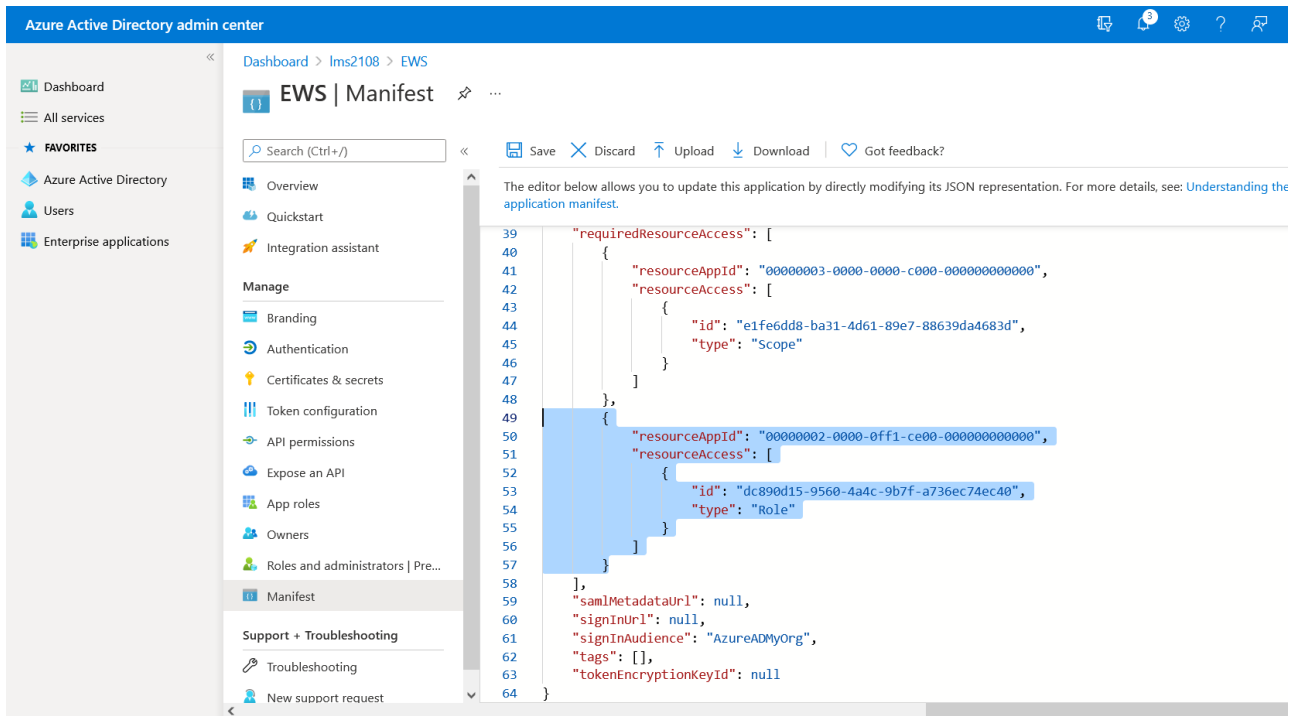 Azure Active Directory admin center
3
Dashboard
All services
FAVORITES
Azure Active Directory
Users
Enterprise applications
Dashboard > lms2108 > EWS
EWS | Manifest
Search (Ctrl+/)
Overview
Quickstart
Integration assistant
Manage
Branding
Authentication
Certificates & secrets
Token configuration
API permissions
Expose an API
App roles
Owners
Roles and administrators | Pre...
Manifest
Support + Troubleshooting
Troubleshooting
New support request
Save Discard Upload Download Got feedback?
The editor below allows you to update this application by directly modifying its JSON representation. For more details, see: Understanding the
application manifest.
39 "requiredResourceAccess": [
40 {
41 "resourceAppId": "00000003-0000-0000-c000-000000000000",
42 "resourceAccess": [
43 {
44 "id": "e1fe6dd8-ba31-4d61-89e7-88639da4683d",
45 "type": "Scope"
46 }
47 ]
48 },
49 {
50 "resourceAppId": "00000002-0000-0ff1-ce00-000000000000",
51 "resourceAccess": [
52 {
53 "id": "dc890d15-9560-4a4c-9b7f-a736ec74ec40",
54 "type": "Role"
55 }
56 ]
57 }
58 ],
59 "samlMetadataUrl": null,
60 "signInUrl": null,
61 "signInAudience": "AzureADMyOrg",
62 "tags": [],
63 "tokenEncryptionKeyId": null
64 }